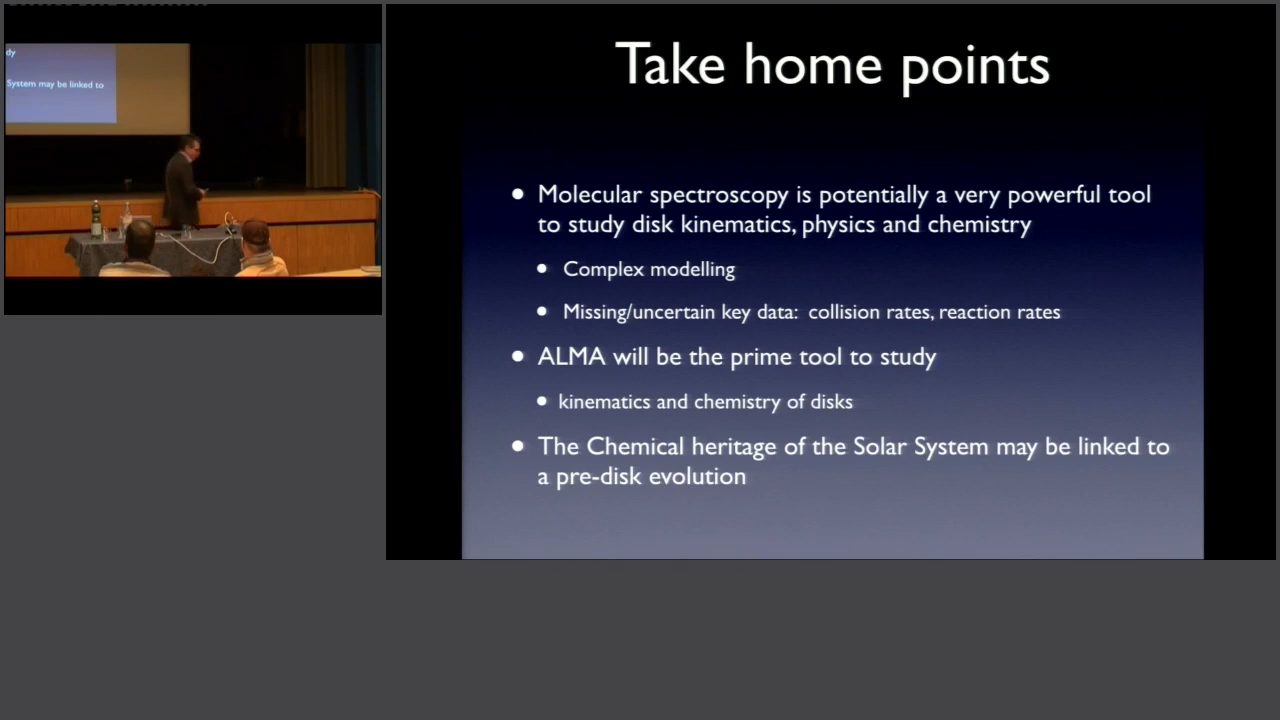 dy
System may be linked to
Take home points
• Molecular spectroscopy is potentially a very powerful tool
to study disk kinematics, physics and chemistry
• Complex modelling
• Missing/uncertain key data: collision rates, reaction rates
• ALMA will be the prime tool to study
• kinematics and chemistry of disks
• The Chemical heritage of the Solar System may be linked to
a pre-disk evolution